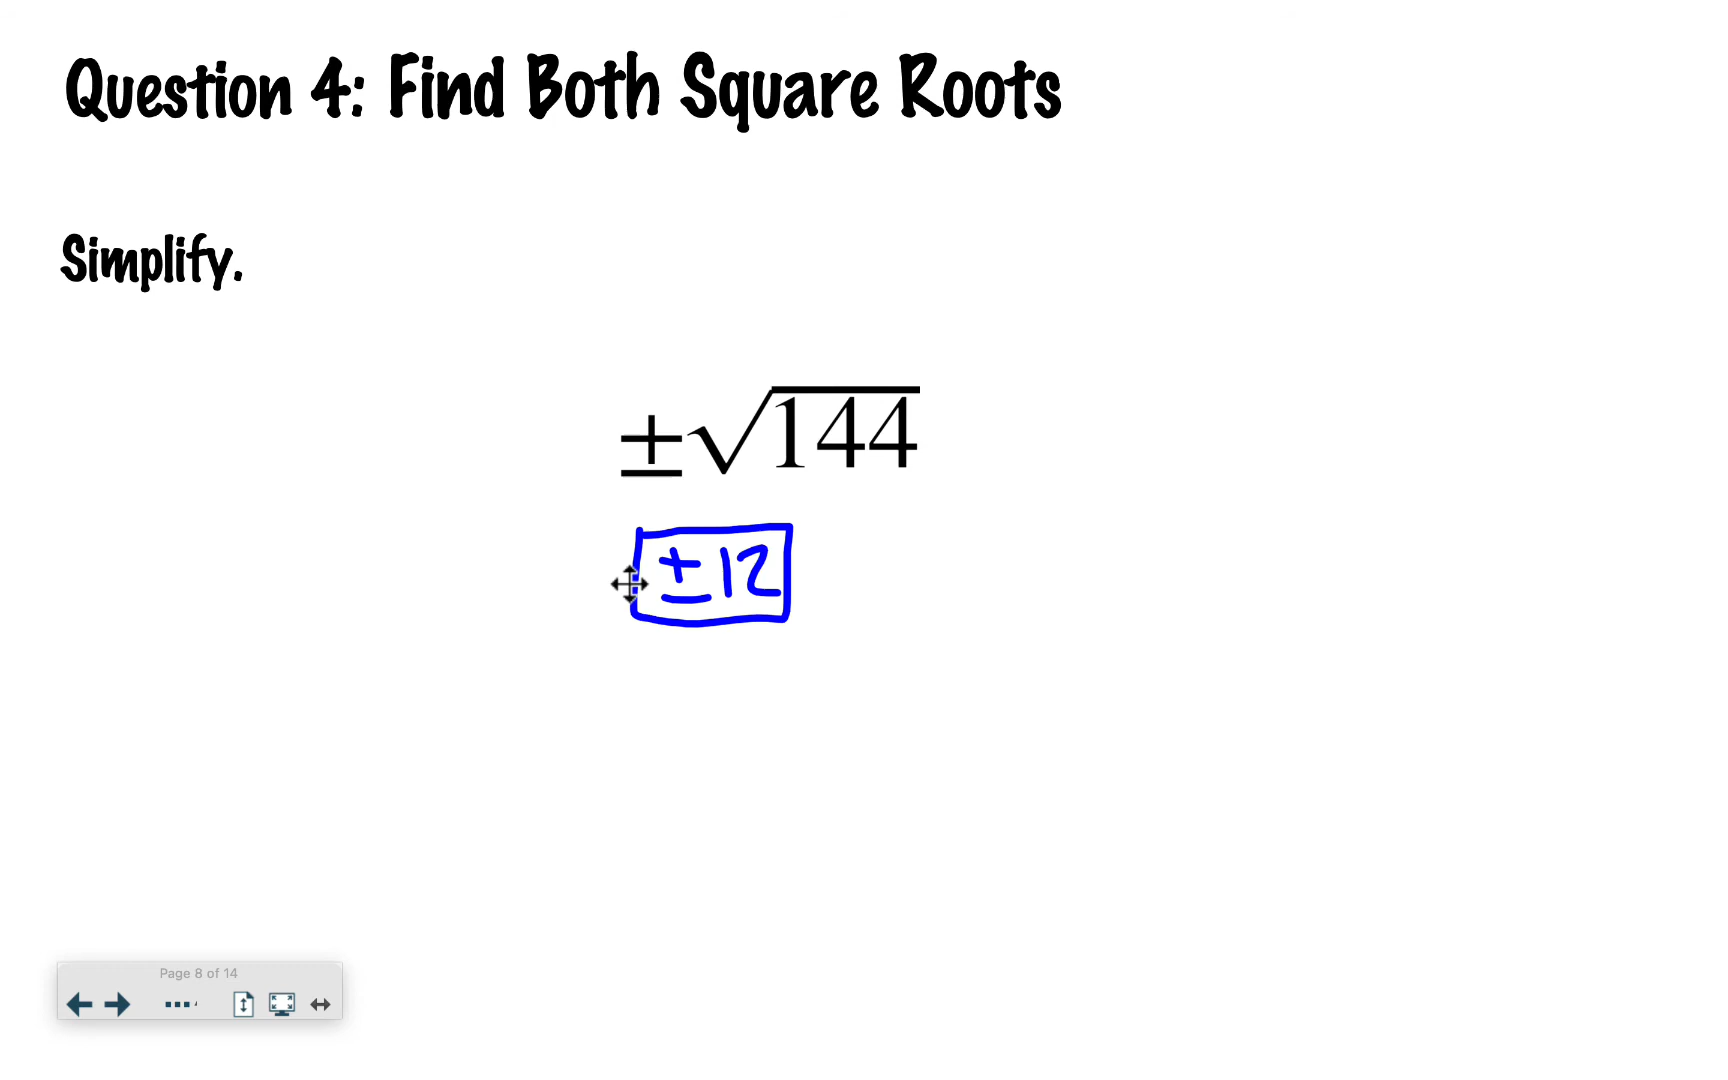 Question 4: Find Both Square Roots
Simplify.
±√144
±12
Page 8 of 14